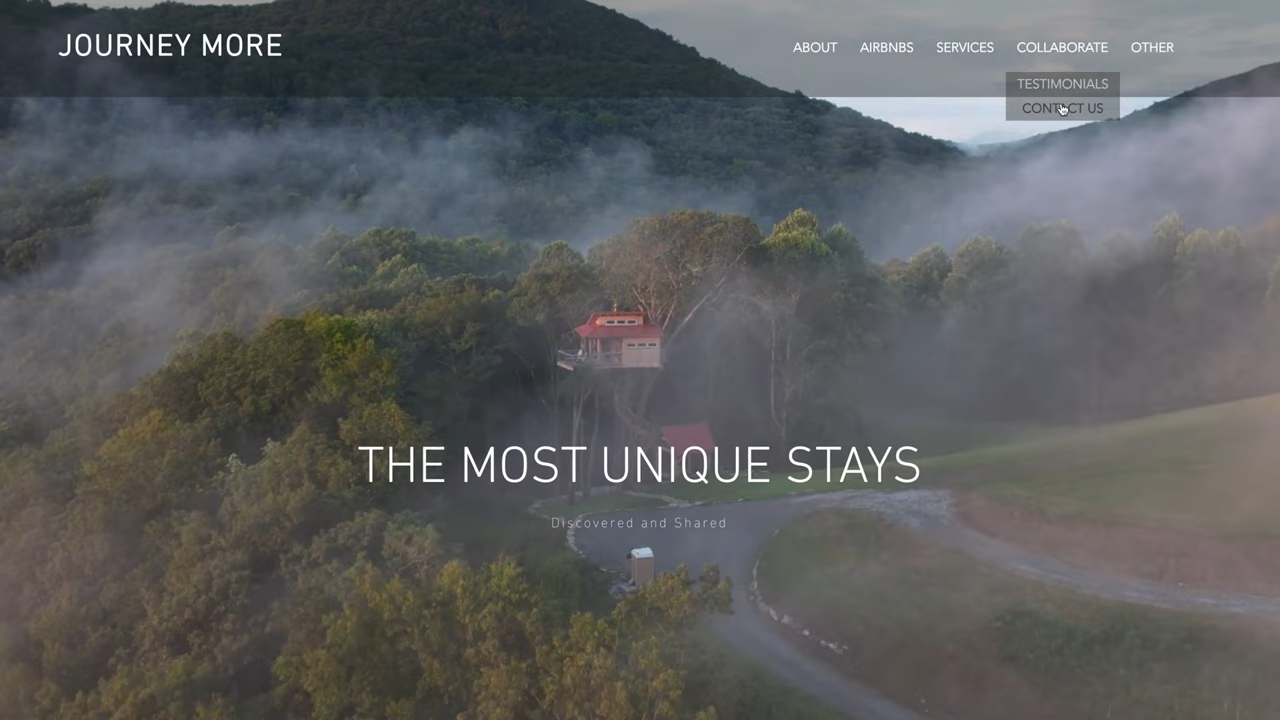 JOURNEY MORE
ABOUT AIRBNBS SERVICES COLLABORATE OTHER
TESTIMONIALS
CONTACT US
THE MOST UNIQUE STAYS
Discovered and Shared